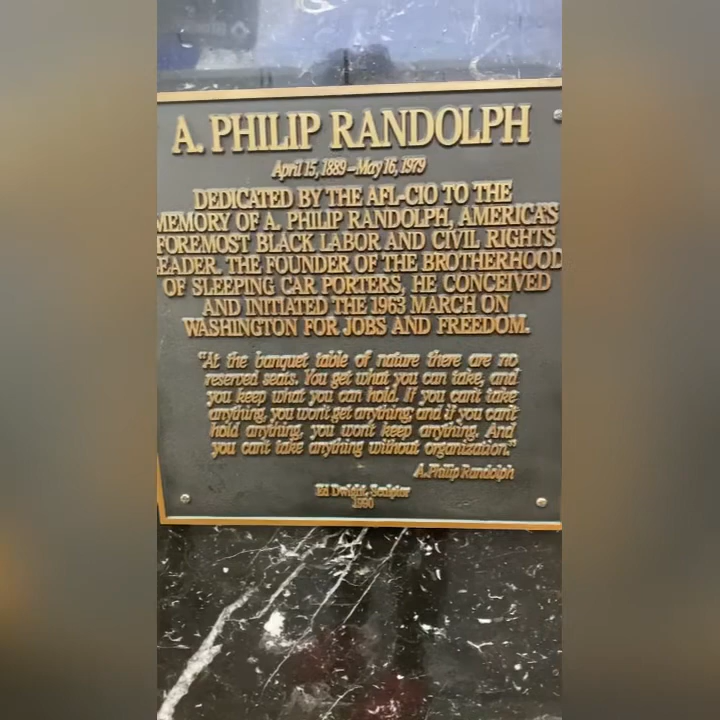 A. PHILIP RANDOLPH
April 15, 1889 – May 16, 1979
DEDICATED BY THE AFL-CIO TO THE
MEMORY OF A. PHILIP RANDOLPH, AMERICA'S
FOREMOST BLACK LABOR AND CIVIL RIGHTS
EADER. THE FOUNDER OF THE BROTHERHOOD
OF SLEEPING CAR PORTERS, HE CONCEIVED
AND INITIATED THE 1963 MARCH ON
WASHINGTON FOR JOBS AND FREEDOM.
"At the banquet table of nature there are no
reserved seats. You get what you can take, and
you keep what you can hold. If you can't take
anything, you won't get anything; and if you can't
hold anything, you won't keep anything. And
you can't take anything without organization."
A. Philip Randolph
Ed Dwight, Sculptor
1990